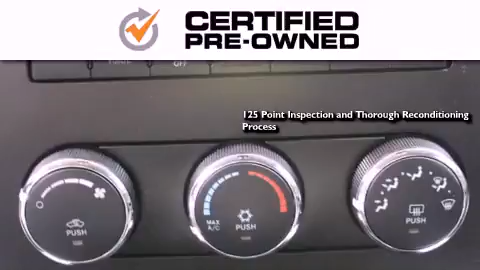 CERTIFIED
PRE-OWNED
OFF
125 Point Inspection and Thorough Reconditioning
Process
PUSH
MAX
A/C
PUSH
PUSH